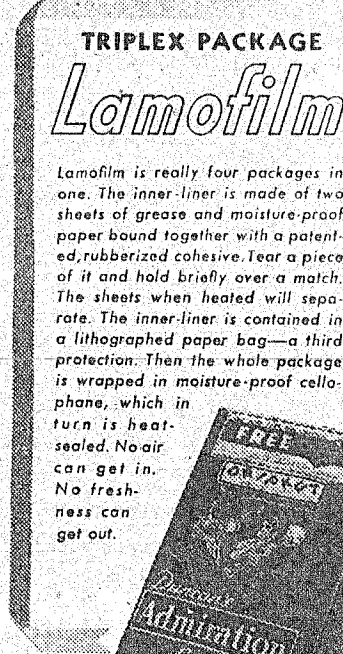 TRIPLEX PACKAGE
Lamofilm
Lamofilm is really four packages in
one. The inner-liner is made of two
sheets of grease and moisture-proof
paper bound together with a patent-
ed, rubberized cohesive. Tear a piece
of it and hold briefly over a match.
The sheets when heated will sepa-
rate. The inner-liner is contained in
a lithographed paper bag—a third
protection. Then the whole package
is wrapped in moisture-proof cello-
phane, which in
turn is heat-
sealed. No air
can get in.
No fresh-
ness can
get out.
FREE
Duncan's
Admiration